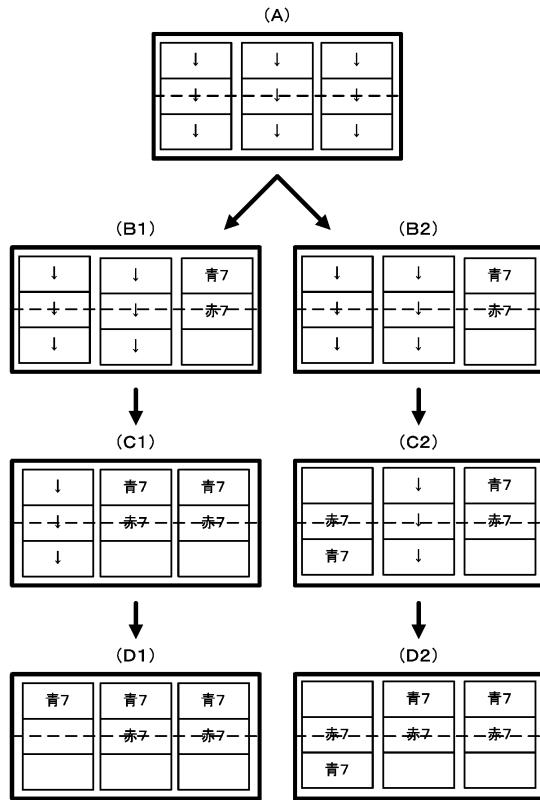 (A)
↓ ↓ ↓
↓ ↓ ↓
↓ ↓ ↓
(B1) (B2)
↓ ↓ 青7 ↓ ↓ 青7
↓ ↓ 赤7 ↓ ↓ 赤7
↓ ↓ ↓ ↓
(C1) (C2)
↓ 青7 青7 ↓ 青7
↓ 赤7 赤7 赤7 ↓ 赤7
↓ 青7 ↓
(D1) (D2)
青7 青7 青7 青7 青7
赤7 赤7 赤7 赤7 赤7
青7